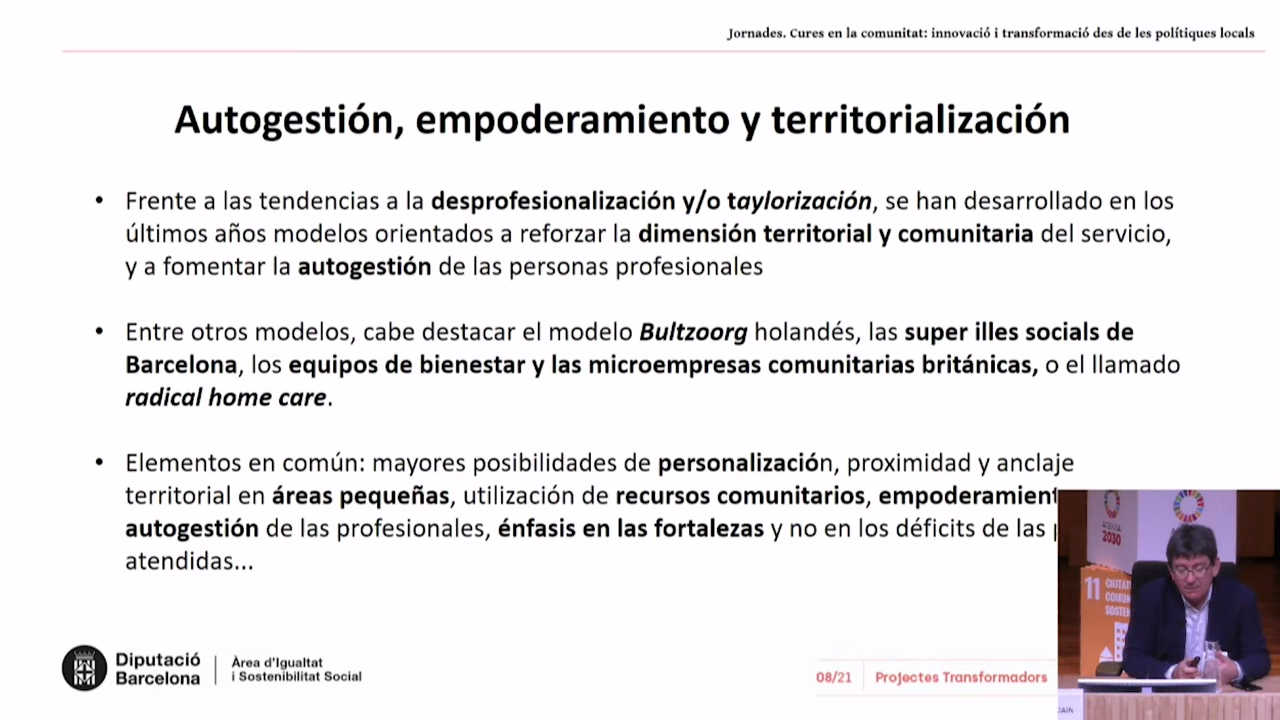 Jornades. Cures en la comunitat: innovació i transformació des de les polítiques locals
Autogestión, empoderamiento y territorialización
• Frente a las tendencias a la desprofesionalización y/o taylorización, se han desarrollado en los
últimos años modelos orientados a reforzar la dimensión territorial y comunitaria del servicio,
y a fomentar la autogestión de las personas profesionales
• Entre otros modelos, cabe destacar el modelo Bultzoorg holandés, las super illes socials de
Barcelona, los equipos de bienestar y las microempresas comunitarias británicas, o el llamado
radical home care.
• Elementos en común: mayores posibilidades de personalización, proximidad y anclaje
territorial en áreas pequeñas, utilización de recursos comunitarios, empoderamient
autogestión de las profesionales, énfasis en las fortalezas y no en los déficits de las
atendidas...
AGENDA
2030
11 CIUTATS
COMUN
SOSTEN
Diputació
Barcelona
Àrea d'Igualtat
i Sostenibilitat Social
08/21
Projectes Transformadors